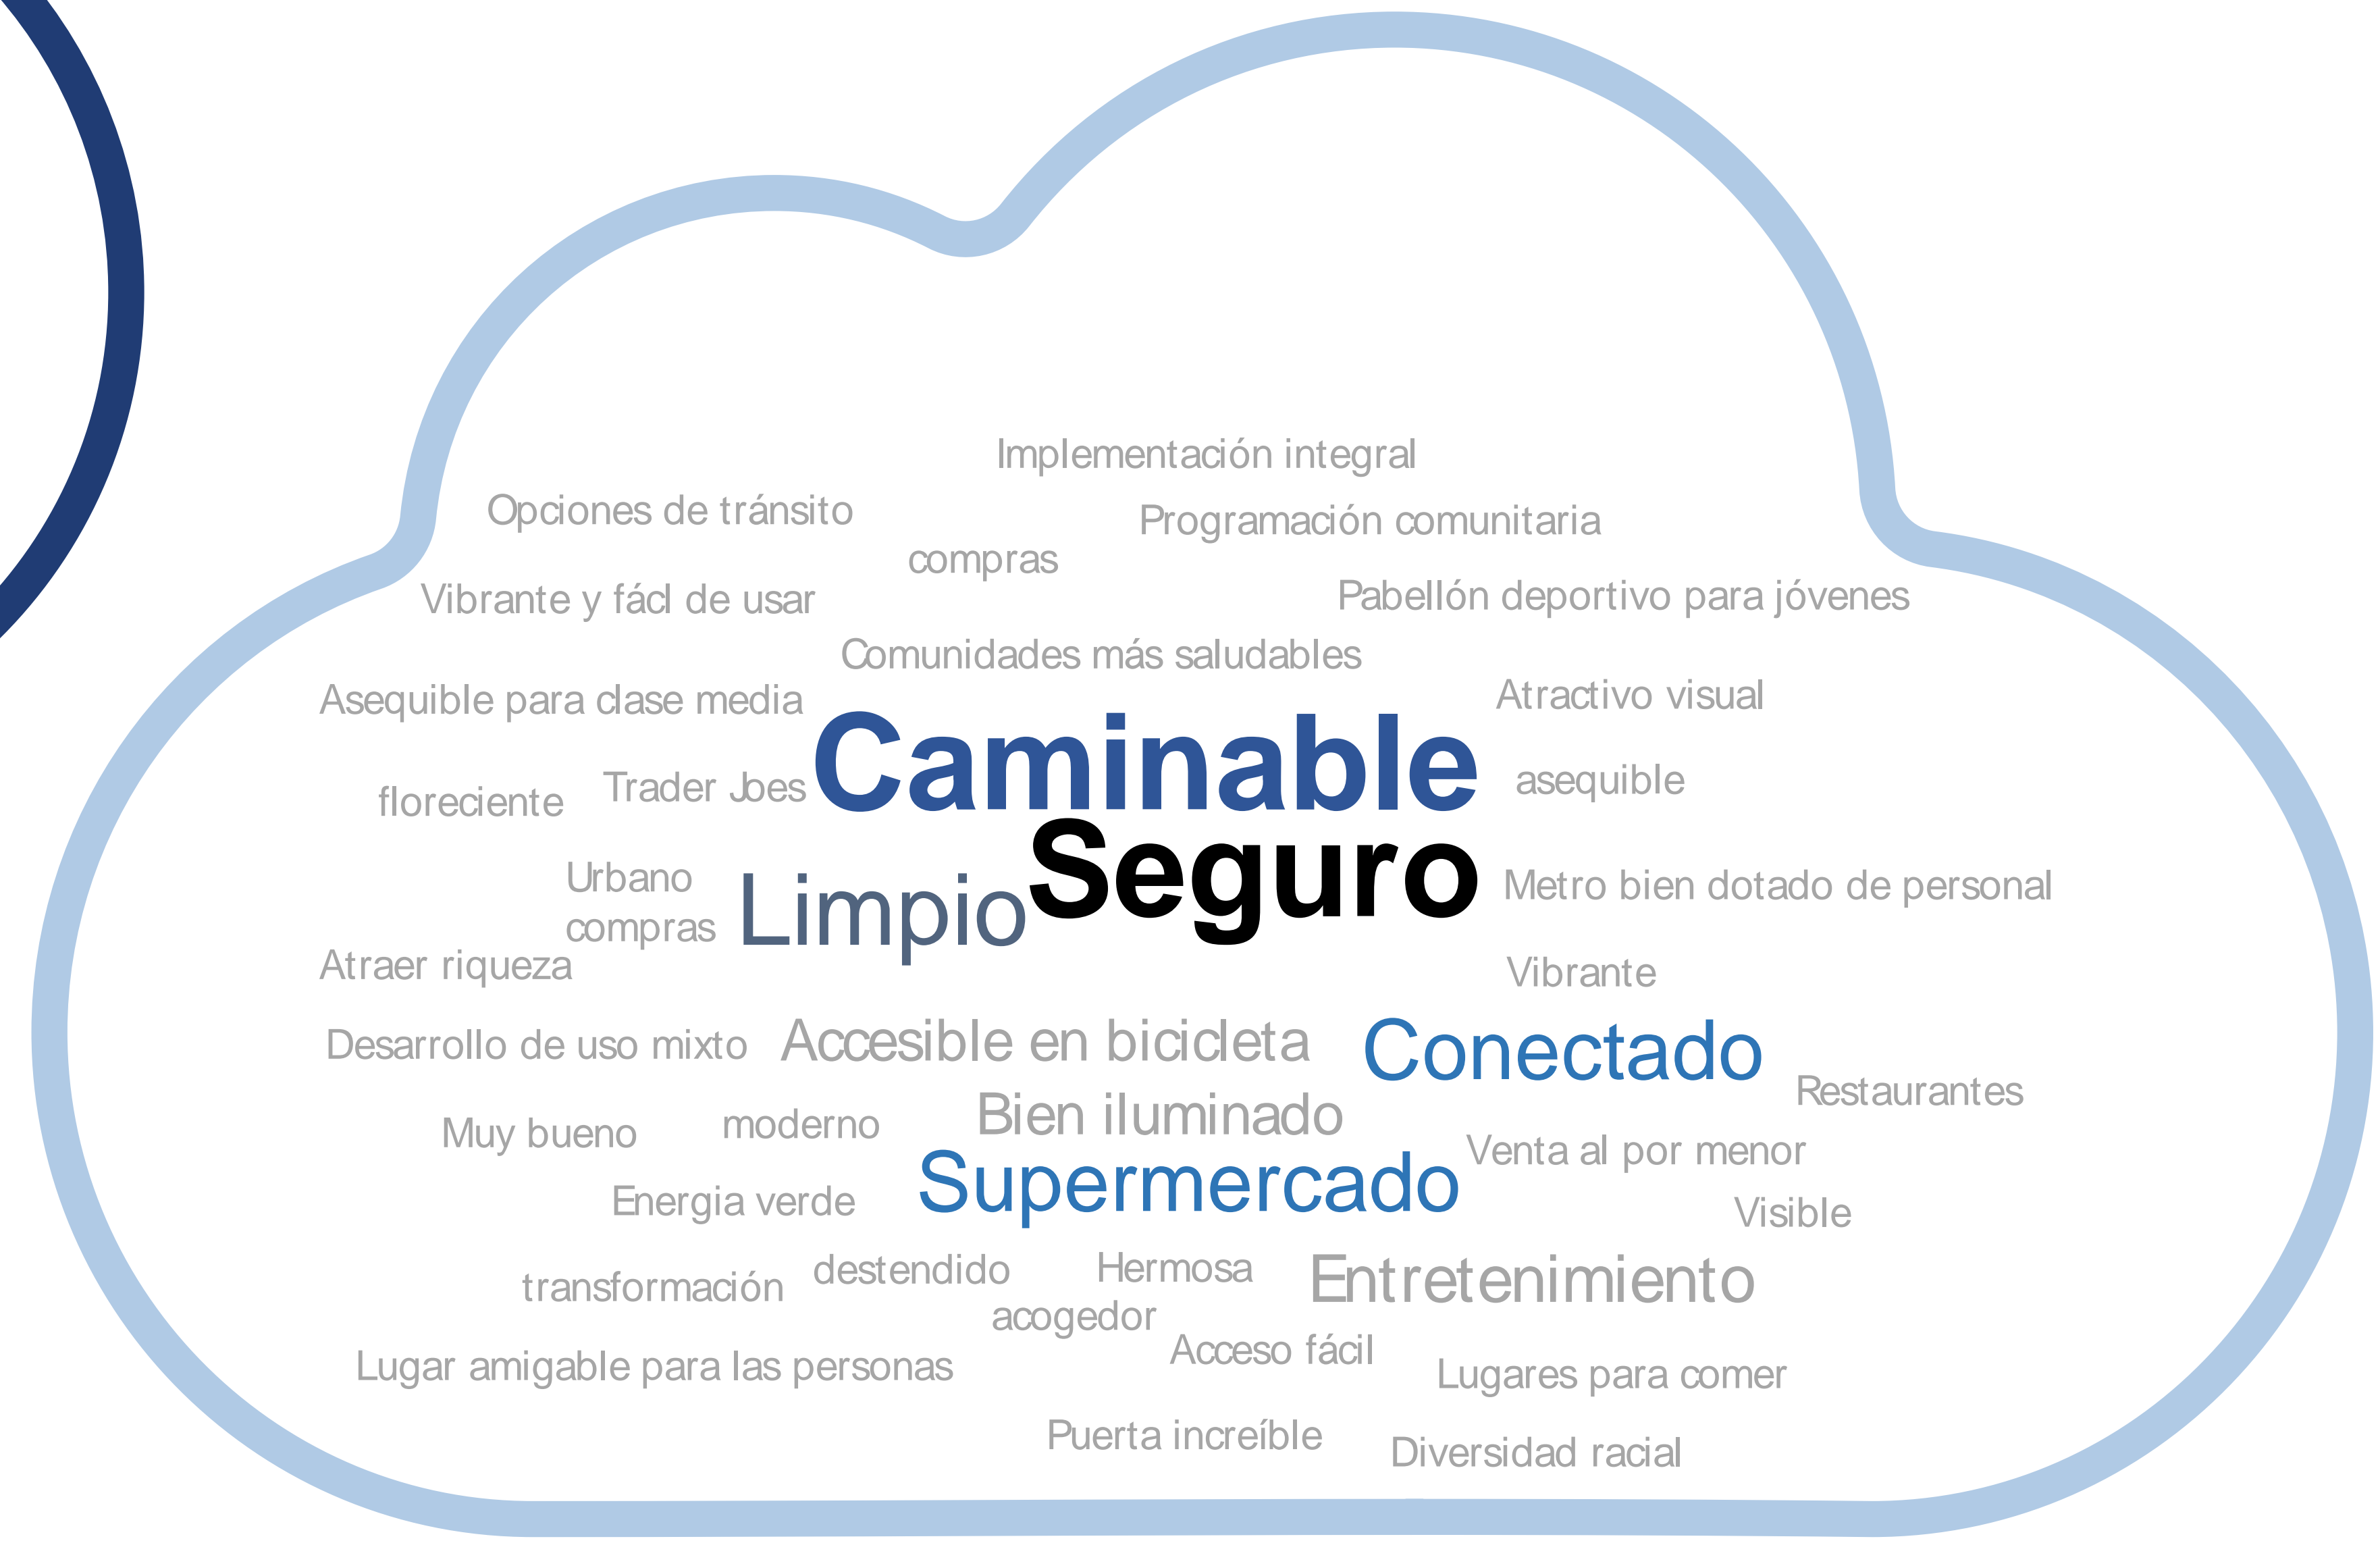 Implementación integral
Opciones de tránsito
Programación comunitaria
compras
Vibrante y fácil de usar
Pabellón deportivo para jóvenes
Comunidades más saludables
Asequible para clase media
Atractivo visual
Caminable
floreciente
Trader Joes
asequible
Seguro
Urbano
Limpio
Metro bien dotado de personal
compras
Atraer riqueza
Vibrante
Desarrollo de uso mixto
Accesible en bicicleta
Conectado
Restaurantes
Muy bueno
moderno
Bien iluminado
Venta al por menor
Supermercado
Energia verde
Visible
transformación
destendido
Hermosa
Entretenimiento
acogedor
Acceso fácil
Lugar amigable para las personas
Lugares para comer
Puerta increíble
Diversidad racial